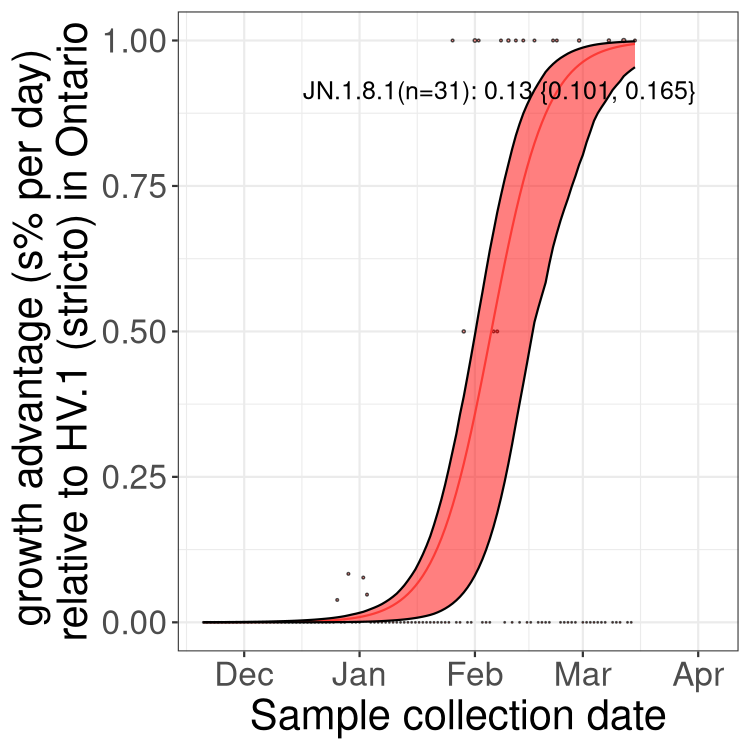 growth advantage (s% per day)
relative to HV.1 (stricto) in Ontario
1.00
JN.1.8.1(n=31): 0.13 {0.101, 0.165}
0.75
0.50
0.25
0.00
Dec Jan Feb Mar Apr
Sample collection date